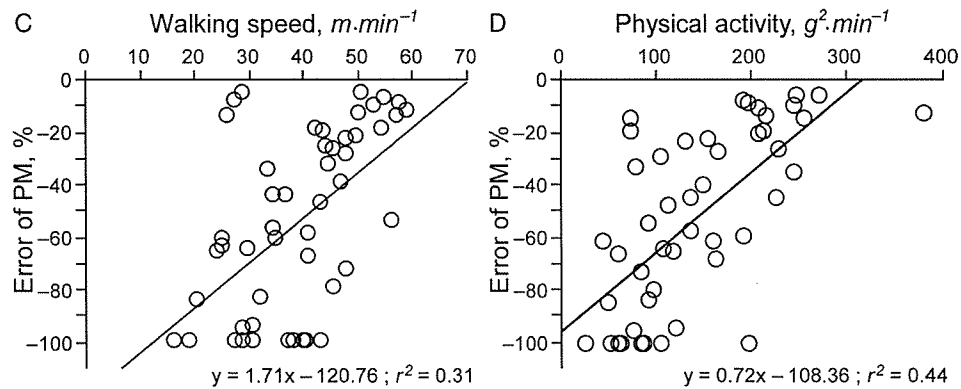 C Walking speed, m·min⁻¹
0 10 20 30 40 50 60 70
Error of PM, %
0
−20
−40
−60
−80
−100
y = 1.71x – 120.76 ; r² = 0.31
D Physical activity, g²·min⁻¹
0 100 200 300 400
Error of PM, %
0
−20
−40
−60
−80
−100
y = 0.72x – 108.36 ; r² = 0.44